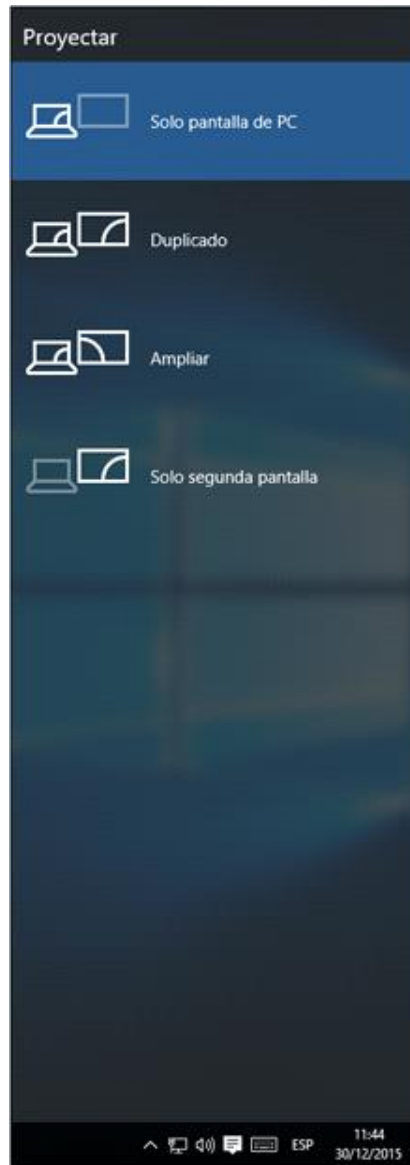 Proyectar
Solo pantalla de PC
Duplicado
Ampliar
Solo segunda pantalla
ESP
11:44
30/12/2015